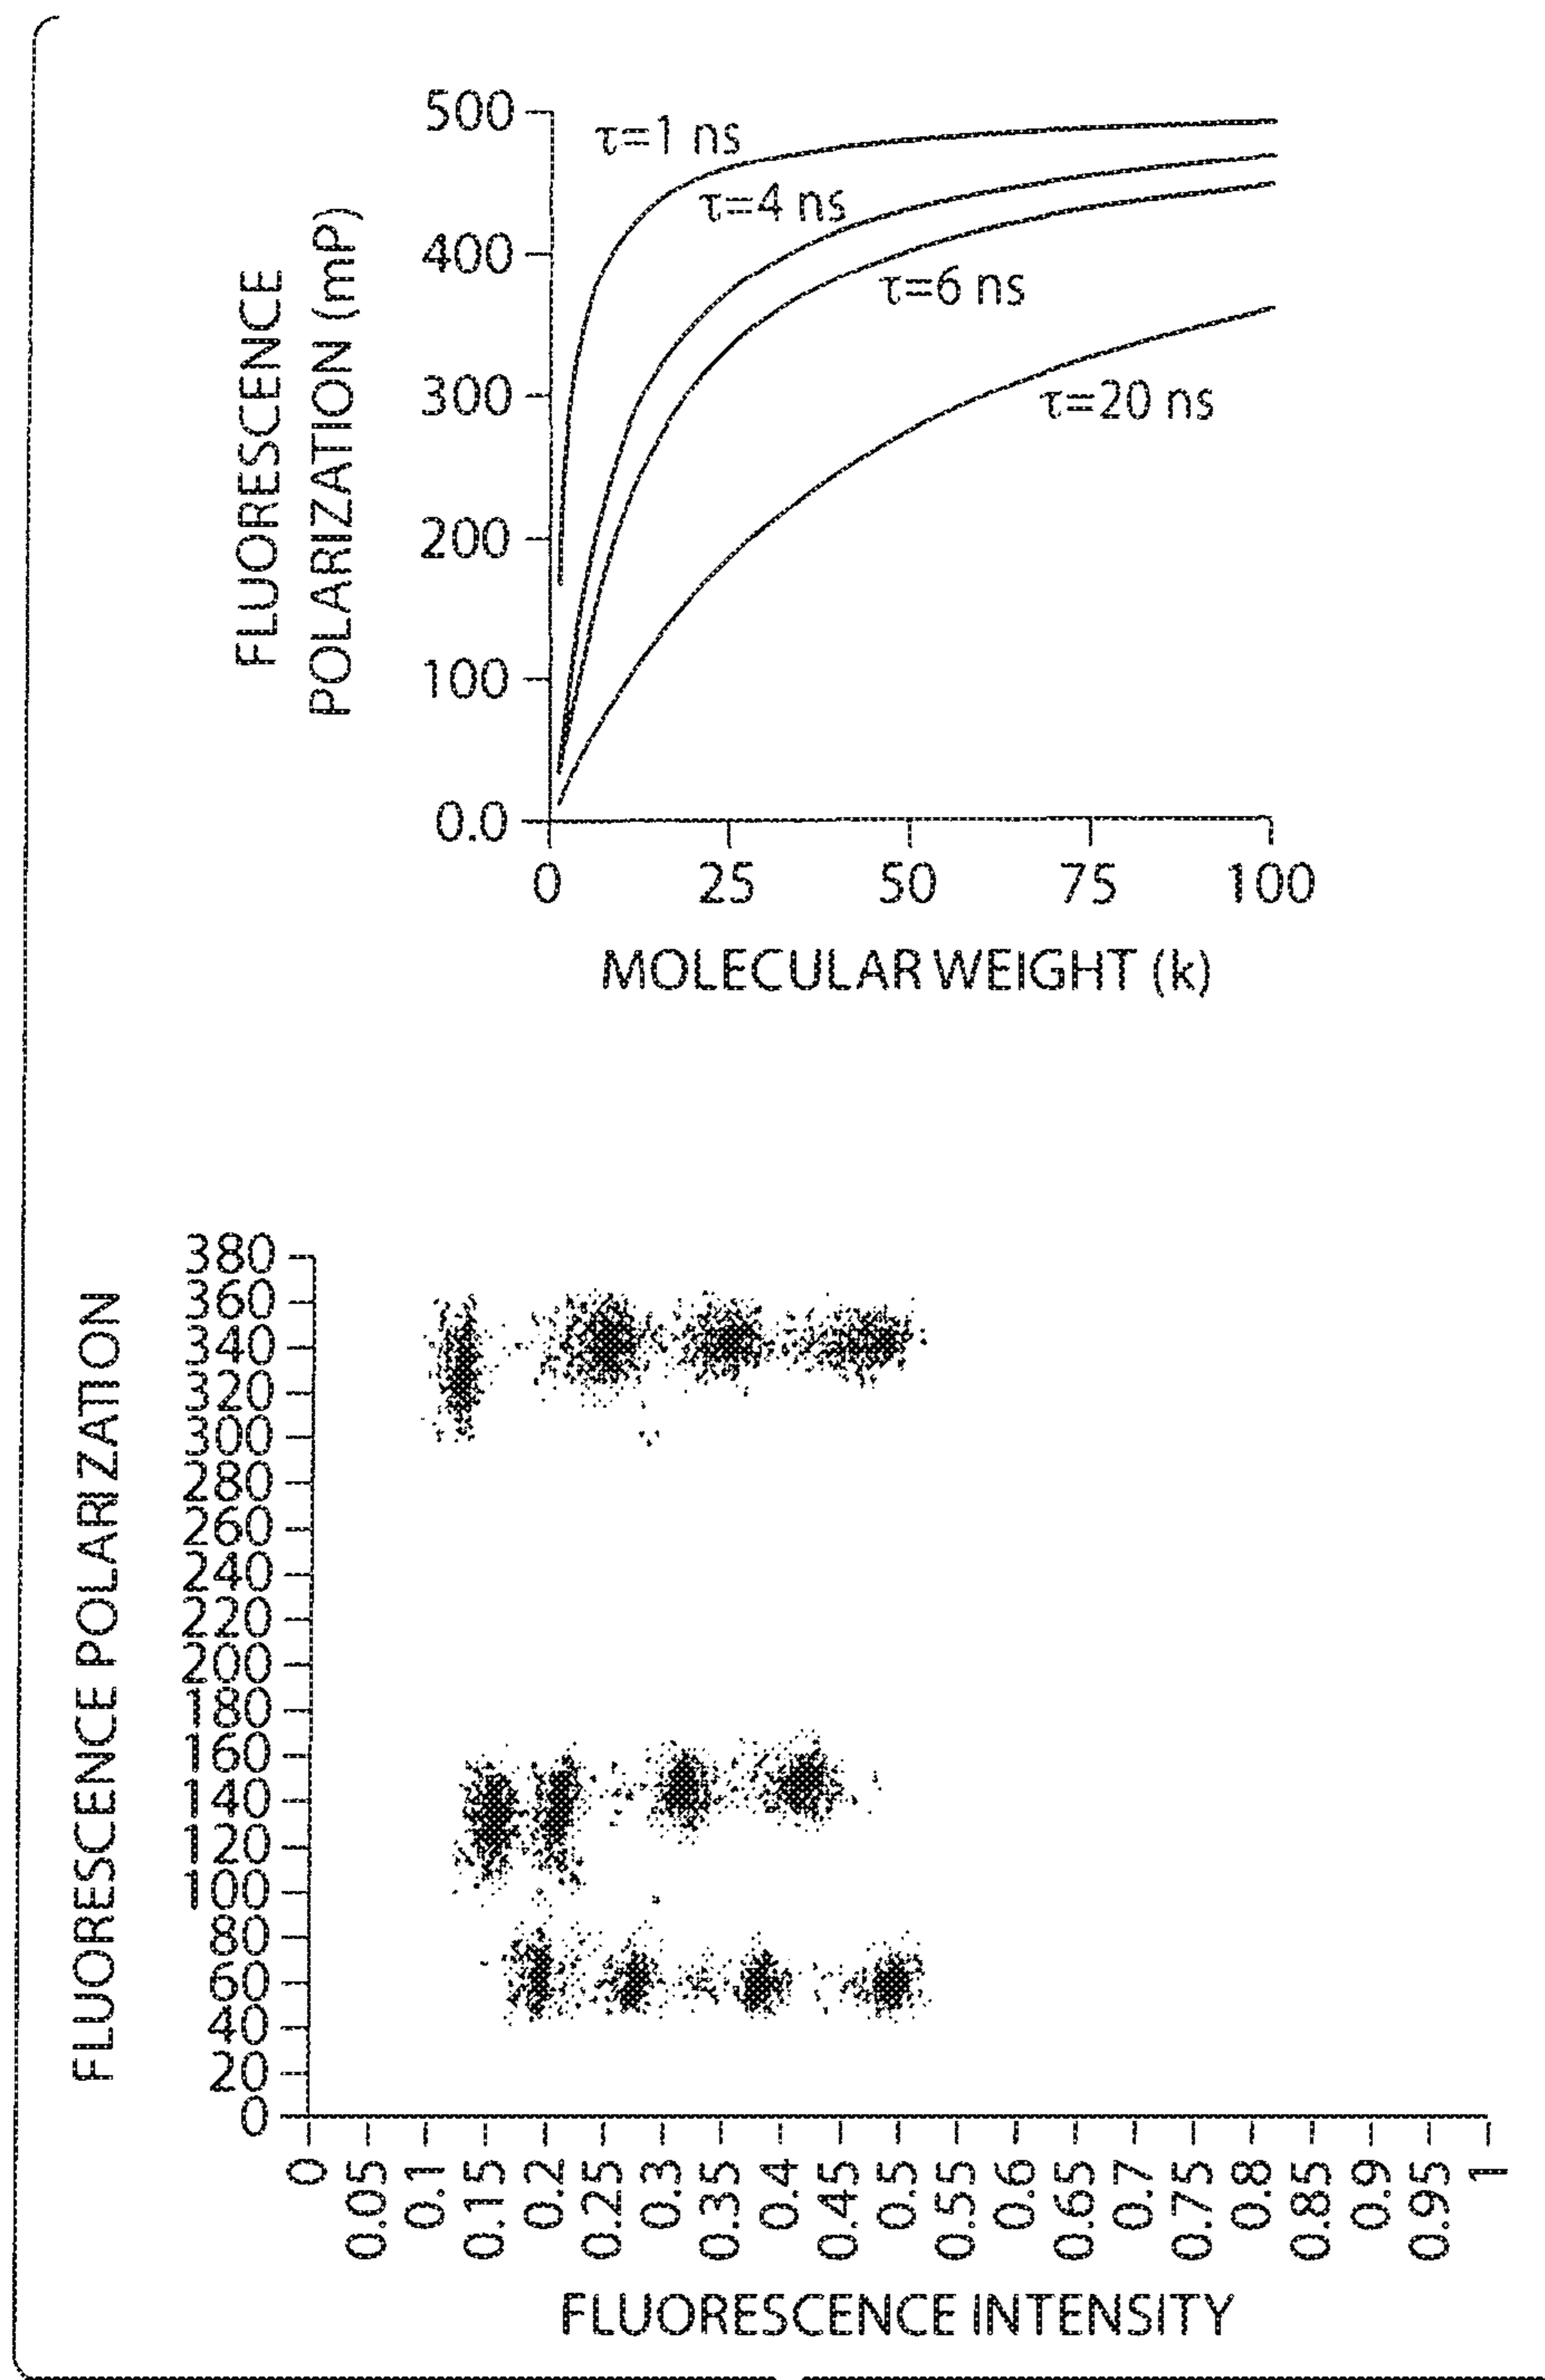 500
τ=1 ns
τ=4 ns
400
τ=6 ns
300
τ=20 ns
200
100
0.0
FLUORESCENCE
POLARIZATION (mP)
0 25 50 75 100
MOLECULAR WEIGHT (k)
380
360
340
320
300
280
260
240
220
200
180
160
140
120
100
80
60
40
20
0
FLUORESCENCE POLARIZATION
0 0.05 0.1 0.15 0.2 0.25 0.3 0.35 0.4 0.45 0.5 0.55 0.6 0.65 0.7 0.75 0.8 0.85 0.9 0.95 1
FLUORESCENCE INTENSITY